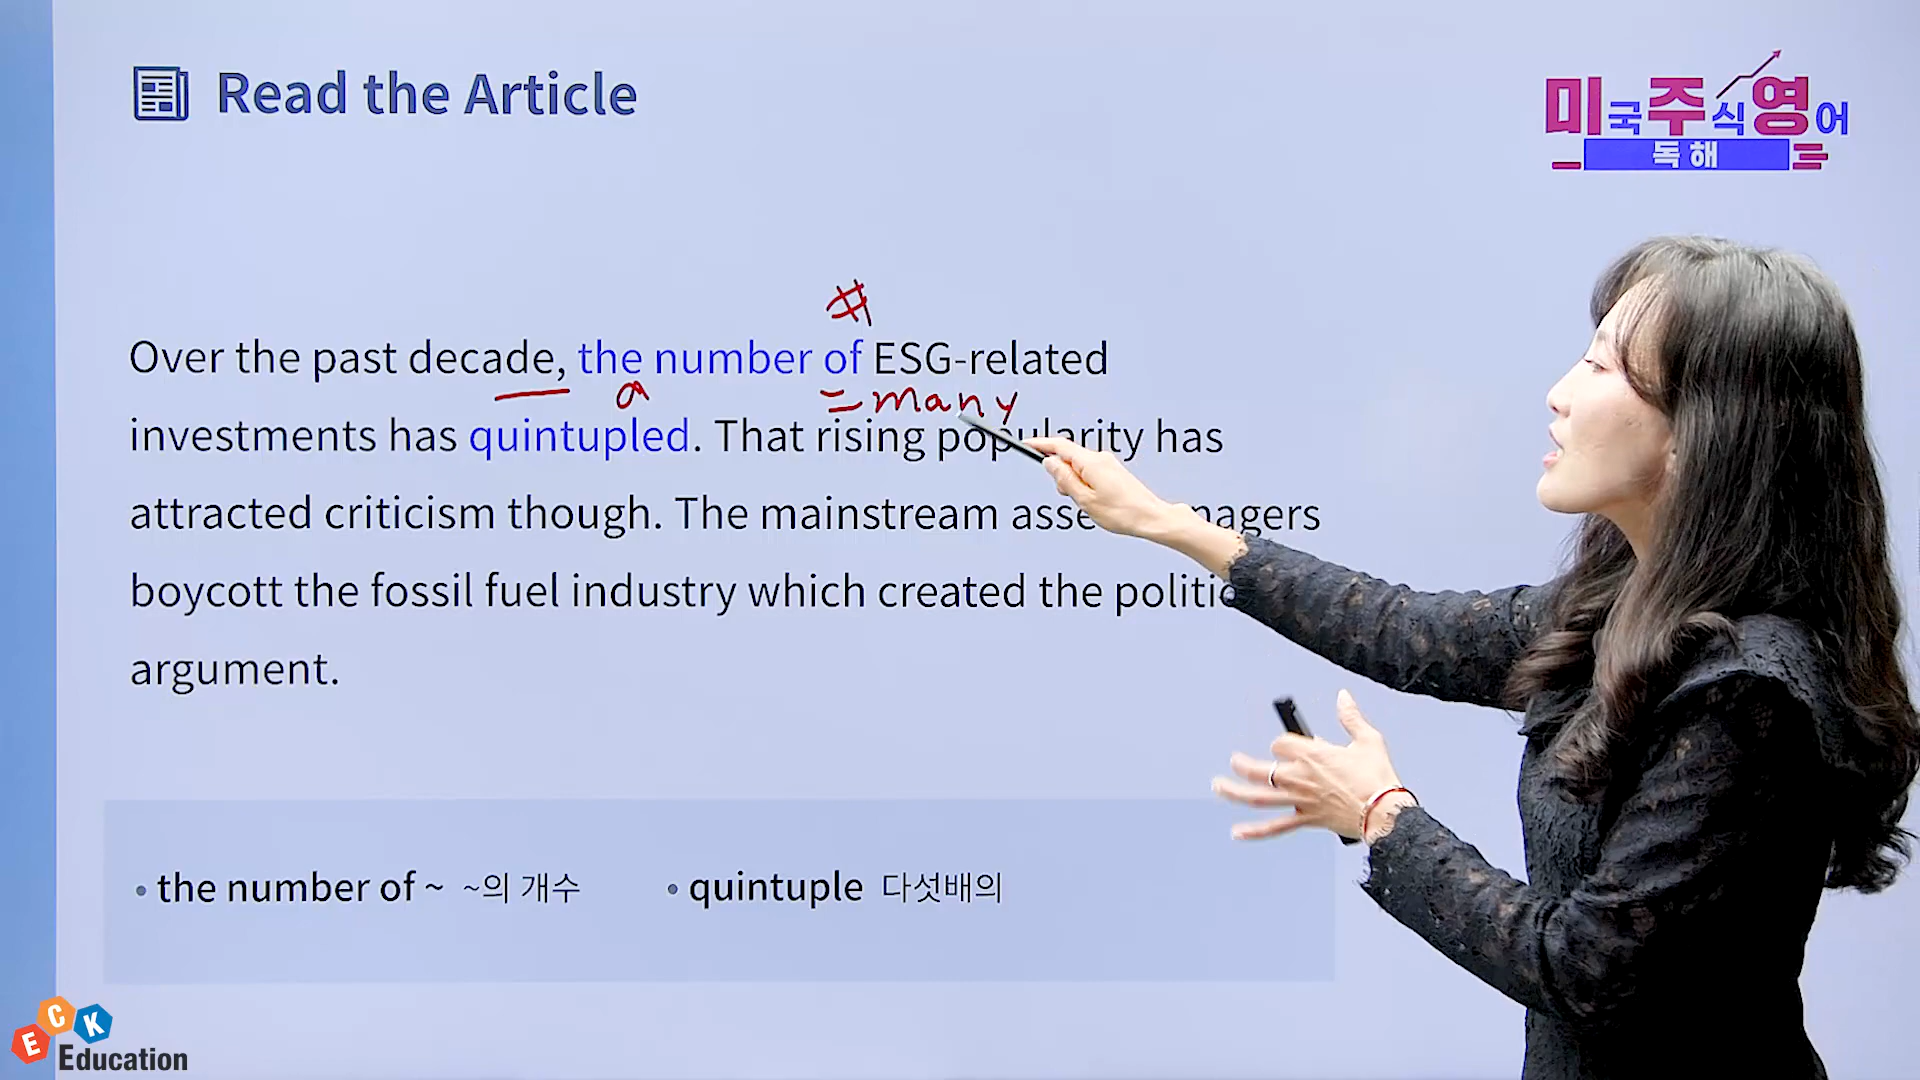 Read the Article
미국주식영어
독해
#
Over the past decade, the number of ESG-related
a = many
investments has quintupled. That rising popularity has
attracted criticism though. The mainstream asse nagers
boycott the fossil fuel industry which created the politic
argument.
• the number of ~ ~의 개수 • quintuple 다섯배의
ECK
Education